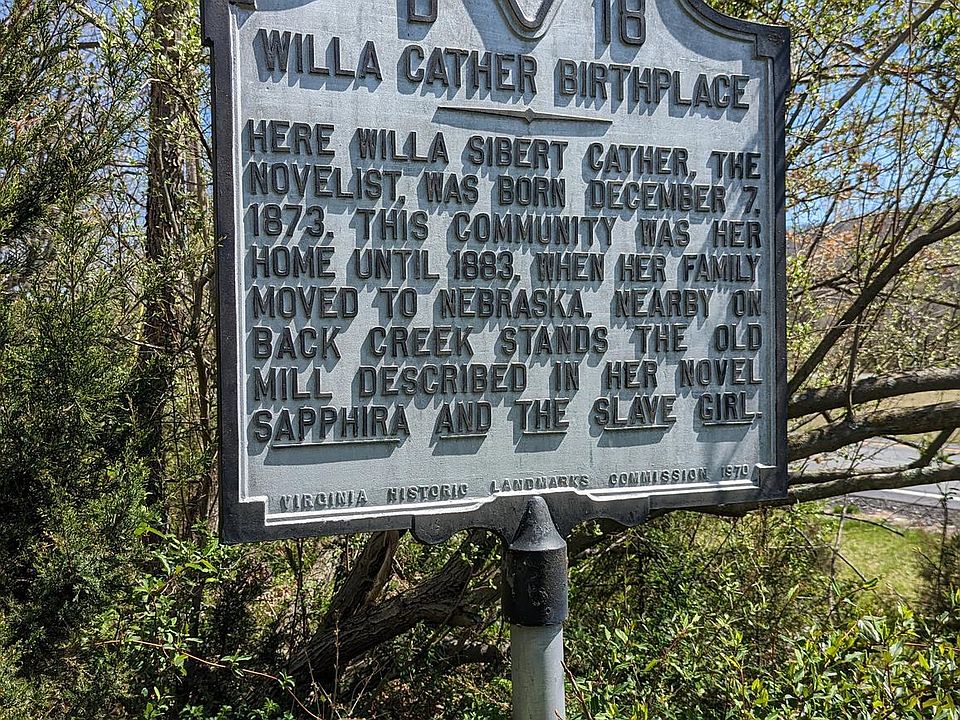 18
WILLA CATHER BIRTHPLACE
HERE WILLA SIBERT CATHER, THE
NOVELIST, WAS BORN DECEMBER 7,
1873. THIS COMMUNITY WAS HER
HOME UNTIL 1883, WHEN HER FAMILY
MOVED TO NEBRASKA. NEARBY ON
BACK CREEK STANDS THE OLD
MILL DESCRIBED IN HER NOVEL
SAPPHIRA AND THE SLAVE GIRL.
VIRGINIA HISTORIC LANDMARKS COMMISSION 1970